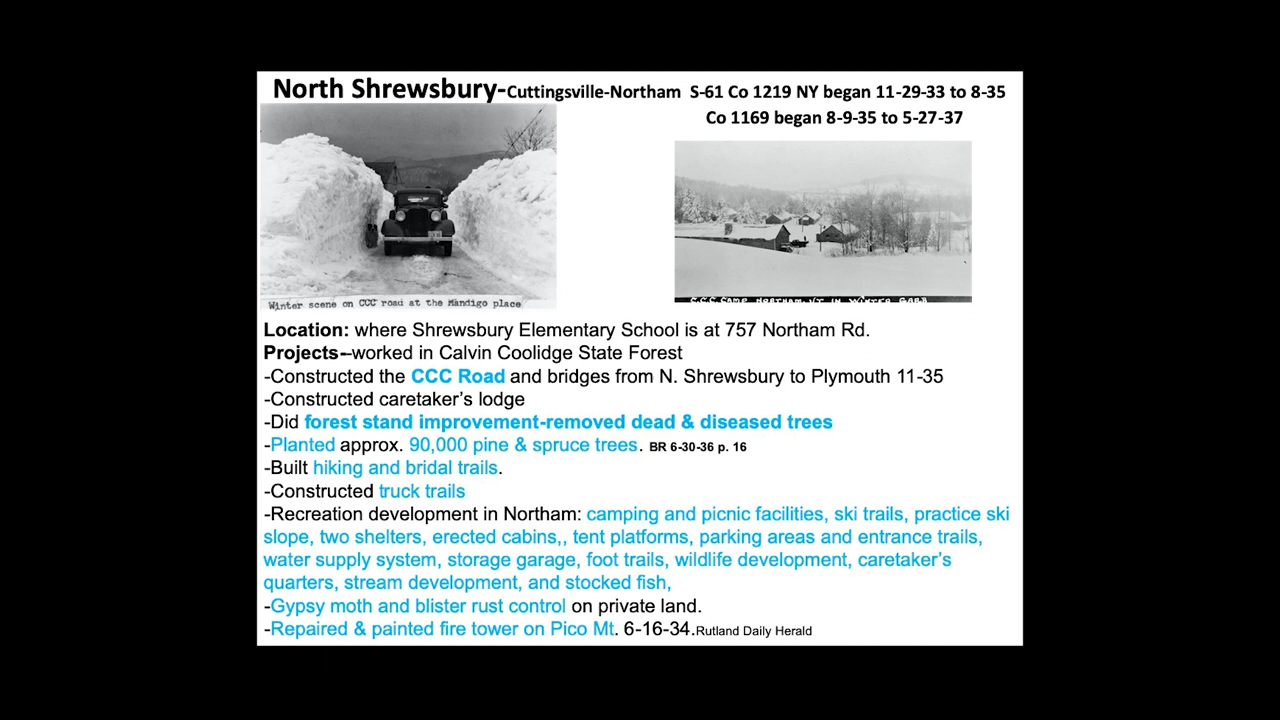 North Shrewsbury-Cuttingsville-Northam S-61 Co 1219 NY began 11-29-33 to 8-35
Co 1169 began 8-9-35 to 5-27-37
Winter scene on CCC road at the Mandigo place
C.C.C. CAMP NORTHAM, VT. IN WINTER GARB
Location: where Shrewsbury Elementary School is at 757 Northam Rd.
Projects--worked in Calvin Coolidge State Forest
-Constructed the CCC Road and bridges from N. Shrewsbury to Plymouth 11-35
-Constructed caretaker’s lodge
-Did forest stand improvement-removed dead & diseased trees
-Planted approx. 90,000 pine & spruce trees. BR 6-30-36 p. 16
-Built hiking and bridal trails.
-Constructed truck trails
-Recreation development in Northam: camping and picnic facilities, ski trails, practice ski
slope, two shelters, erected cabins,, tent platforms, parking areas and entrance trails,
water supply system, storage garage, foot trails, wildlife development, caretaker’s
quarters, stream development, and stocked fish,
-Gypsy moth and blister rust control on private land.
-Repaired & painted fire tower on Pico Mt. 6-16-34.Rutland Daily Herald